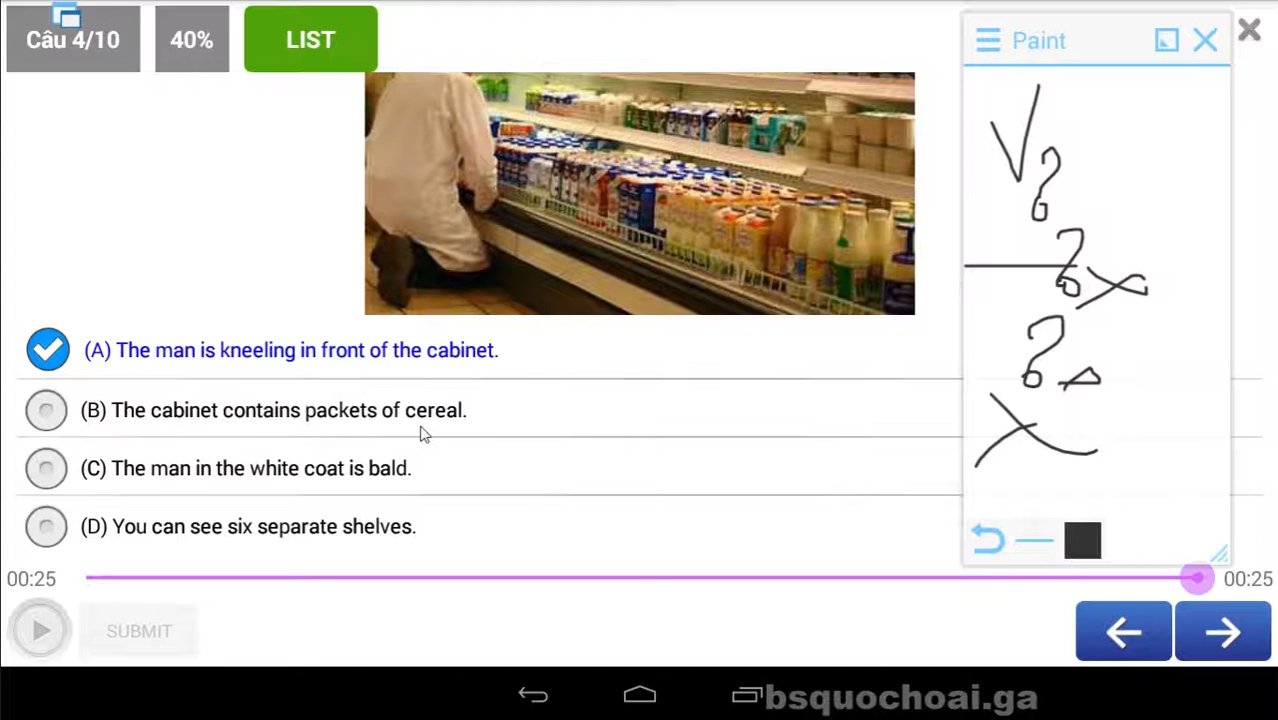 Câu 4/10
40%
LIST
Paint
V?
? X
?
X
(A) The man is kneeling in front of the cabinet.
(B) The cabinet contains packets of cereal.
(C) The man in the white coat is bald.
(D) You can see six separate shelves.
00:25
00:25
SUBMIT
bsquochoai.ga